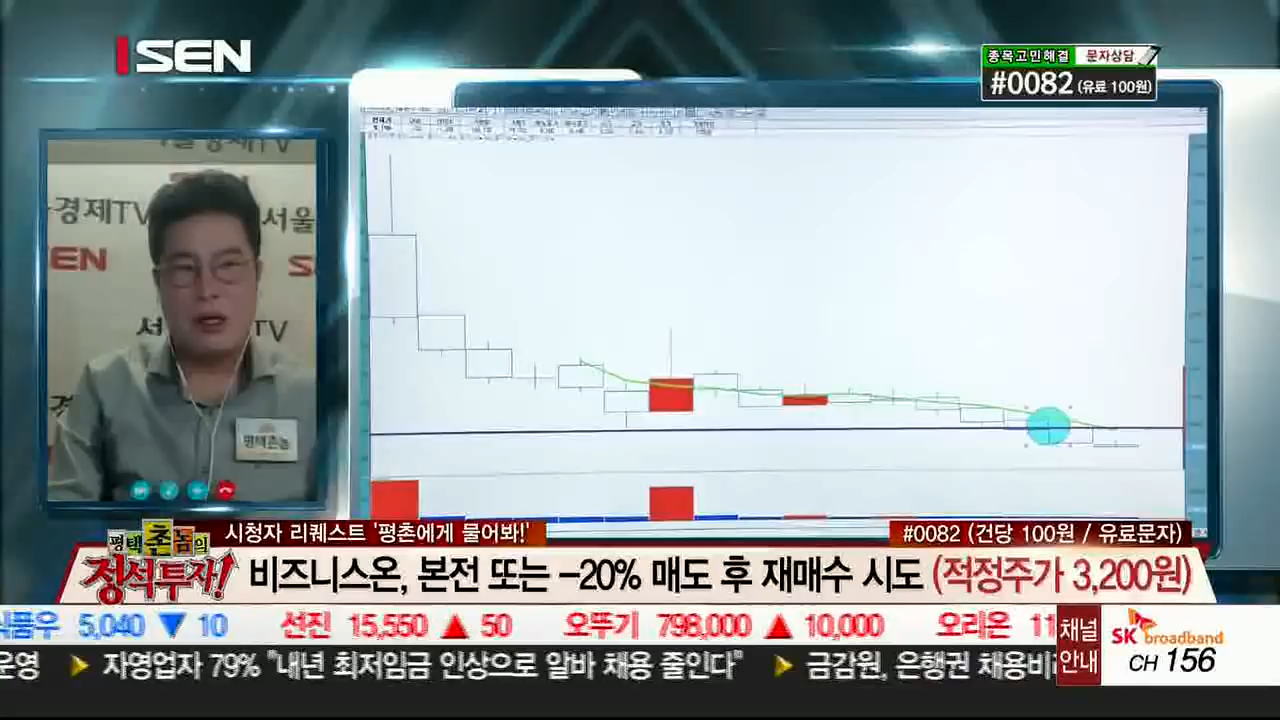 SEN
종목고민해결 문자상담
#0082 (유료 100원)
경제TV
서울
EN
평택촌놈
평택촌놈의
정석투자!
시청자 리퀘스트 '평촌에게 물어봐!'
#0082 (건당 100원 / 유료문자)
비즈니스온, 본전 또는 -20% 매도 후 재매수 시도 (적정주가 3,200원)
식품우 5,040 ▼ 10 선진 15,550 ▲ 50 오뚜기 798,000 ▲ 10,000 오리온 11
운영 ▶ 자영업자 79% "내년 최저임금 인상으로 알바 채용 줄인다" ▶ 금감원, 은행권 채용비
채널
안내
SK broadband
CH 156